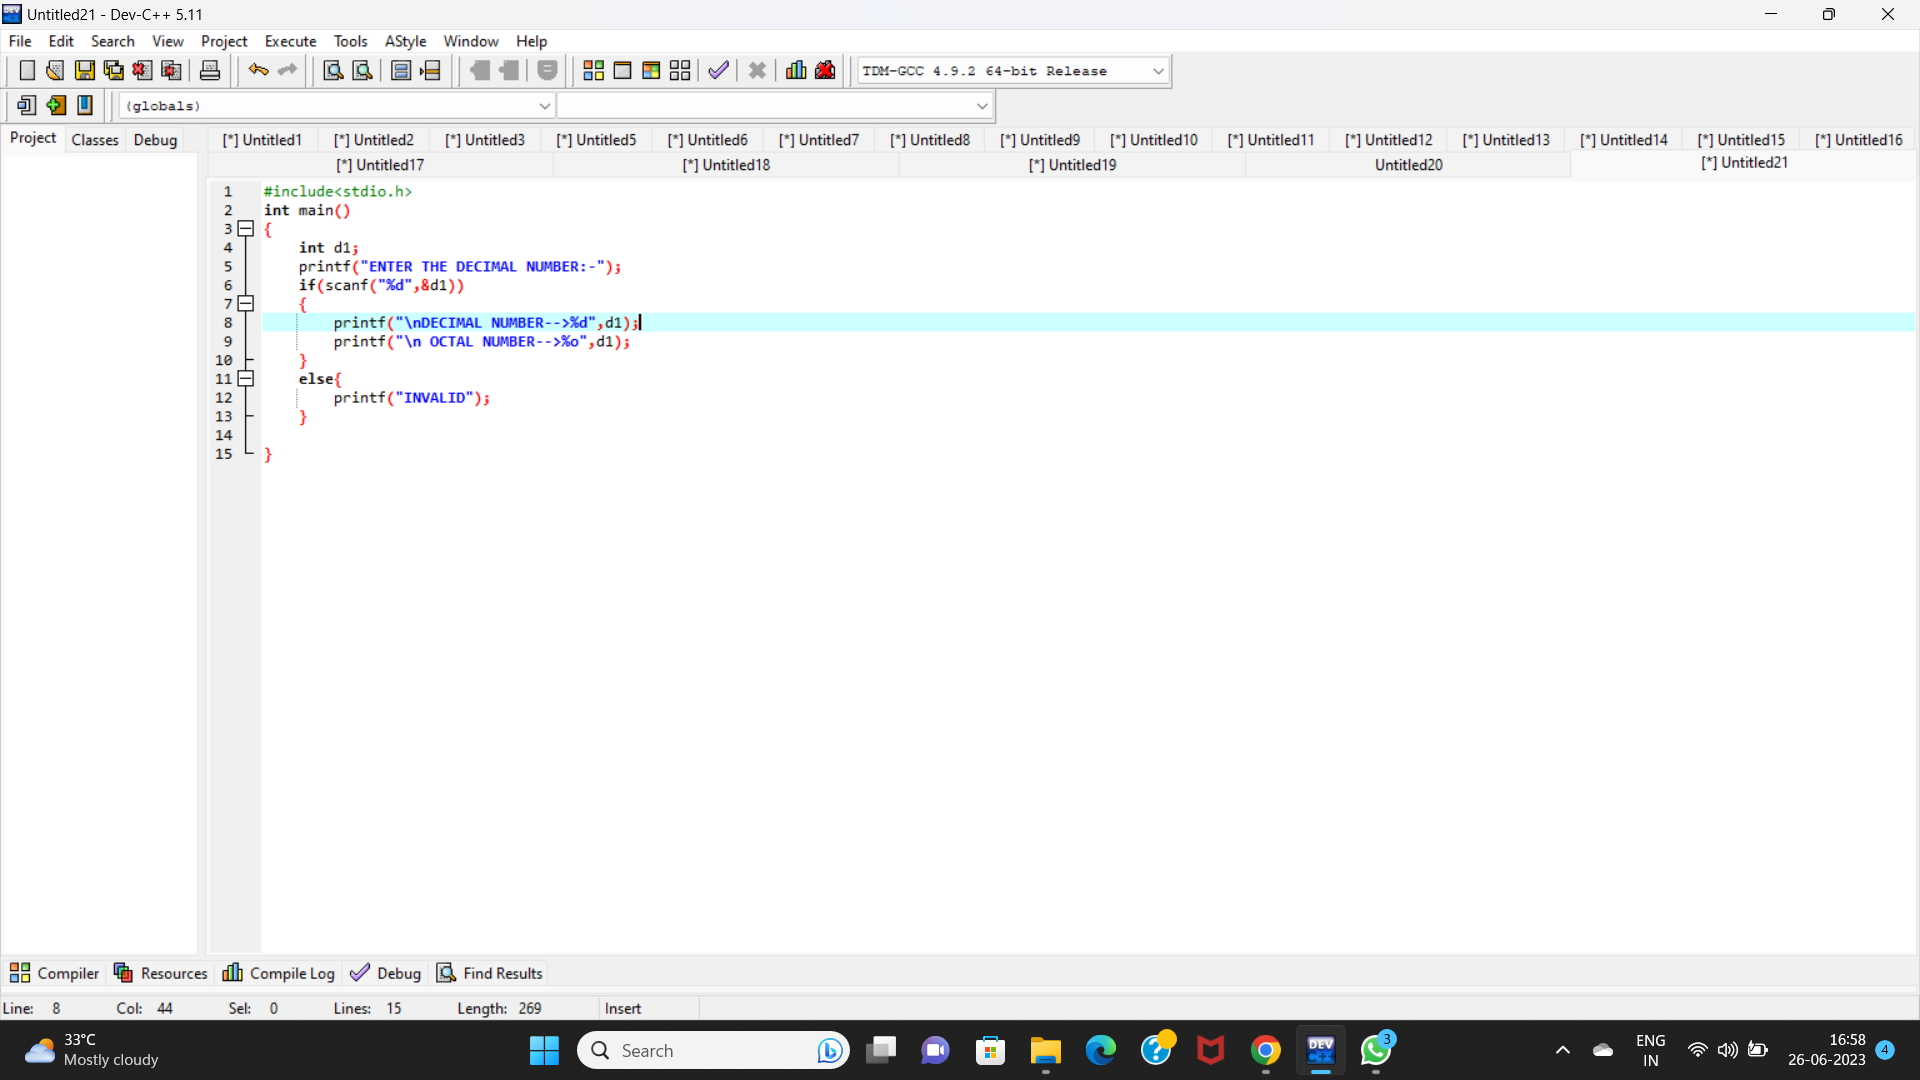 Untitled21 - Dev-C++ 5.11
File Edit Search View Project Execute Tools AStyle Window Help
TDM-GCC 4.9.2 64-bit Release
(globals)
Project Classes Debug
[*] Untitled1 [*] Untitled2 [*] Untitled3 [*] Untitled5 [*] Untitled6 [*] Untitled7 [*] Untitled8 [*] Untitled9 [*] Untitled10 [*] Untitled11 [*] Untitled12 [*] Untitled13 [*] Untitled14 [*] Untitled15 [*] Untitled16
[*] Untitled17 [*] Untitled18 [*] Untitled19 Untitled20 [*] Untitled21
1 #include<stdio.h>
2 int main()
3 {
4 int d1;
5 printf("ENTER THE DECIMAL NUMBER:-");
6 if(scanf("%d",&d1))
7 {
8 printf("\nDECIMAL NUMBER-->%d",d1);
9 printf("\n OCTAL NUMBER-->%o",d1);
10 }
11 else{
12 printf("INVALID");
13 }
14
15 }
Compiler Resources Compile Log Debug Find Results
Line: 8 Col: 44 Sel: 0 Lines: 15 Length: 269 Insert
33°C
Mostly cloudy
Search
DEV
C++
3
ENG
IN
16:58
26-06-2023
4